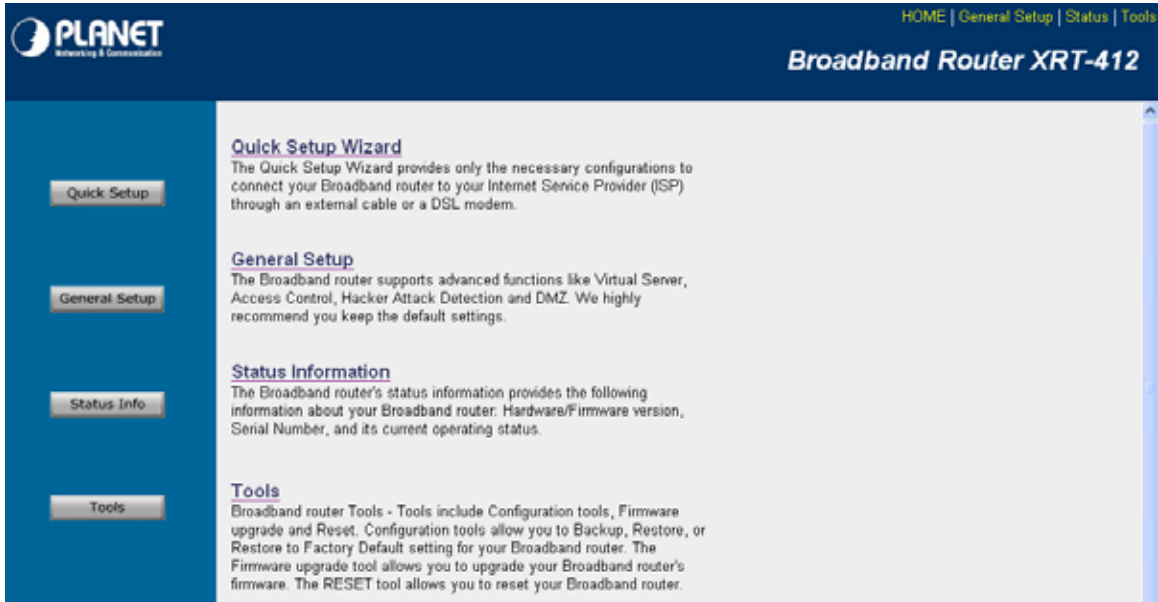 PLANET
Networking & Communication
HOME | General Setup | Status | Tools
Broadband Router XRT-412
Quick Setup
General Setup
Status Info
Tools
Quick Setup Wizard
The Quick Setup Wizard provides only the necessary configurations to
connect your Broadband router to your Internet Service Provider (ISP)
through an external cable or a DSL modem.
General Setup
The Broadband router supports advanced functions like Virtual Server,
Access Control, Hacker Attack Detection and DMZ. We highly
recommend you keep the default settings.
Status Information
The Broadband router's status information provides the following
information about your Broadband router: Hardware/Firmware version,
Serial Number, and its current operating status.
Tools
Broadband router Tools - Tools include Configuration tools, Firmware
upgrade and Reset. Configuration tools allow you to Backup, Restore, or
Restore to Factory Default setting for your Broadband router. The
Firmware upgrade tool allows you to upgrade your Broadband router's
firmware. The RESET tool allows you to reset your Broadband router.